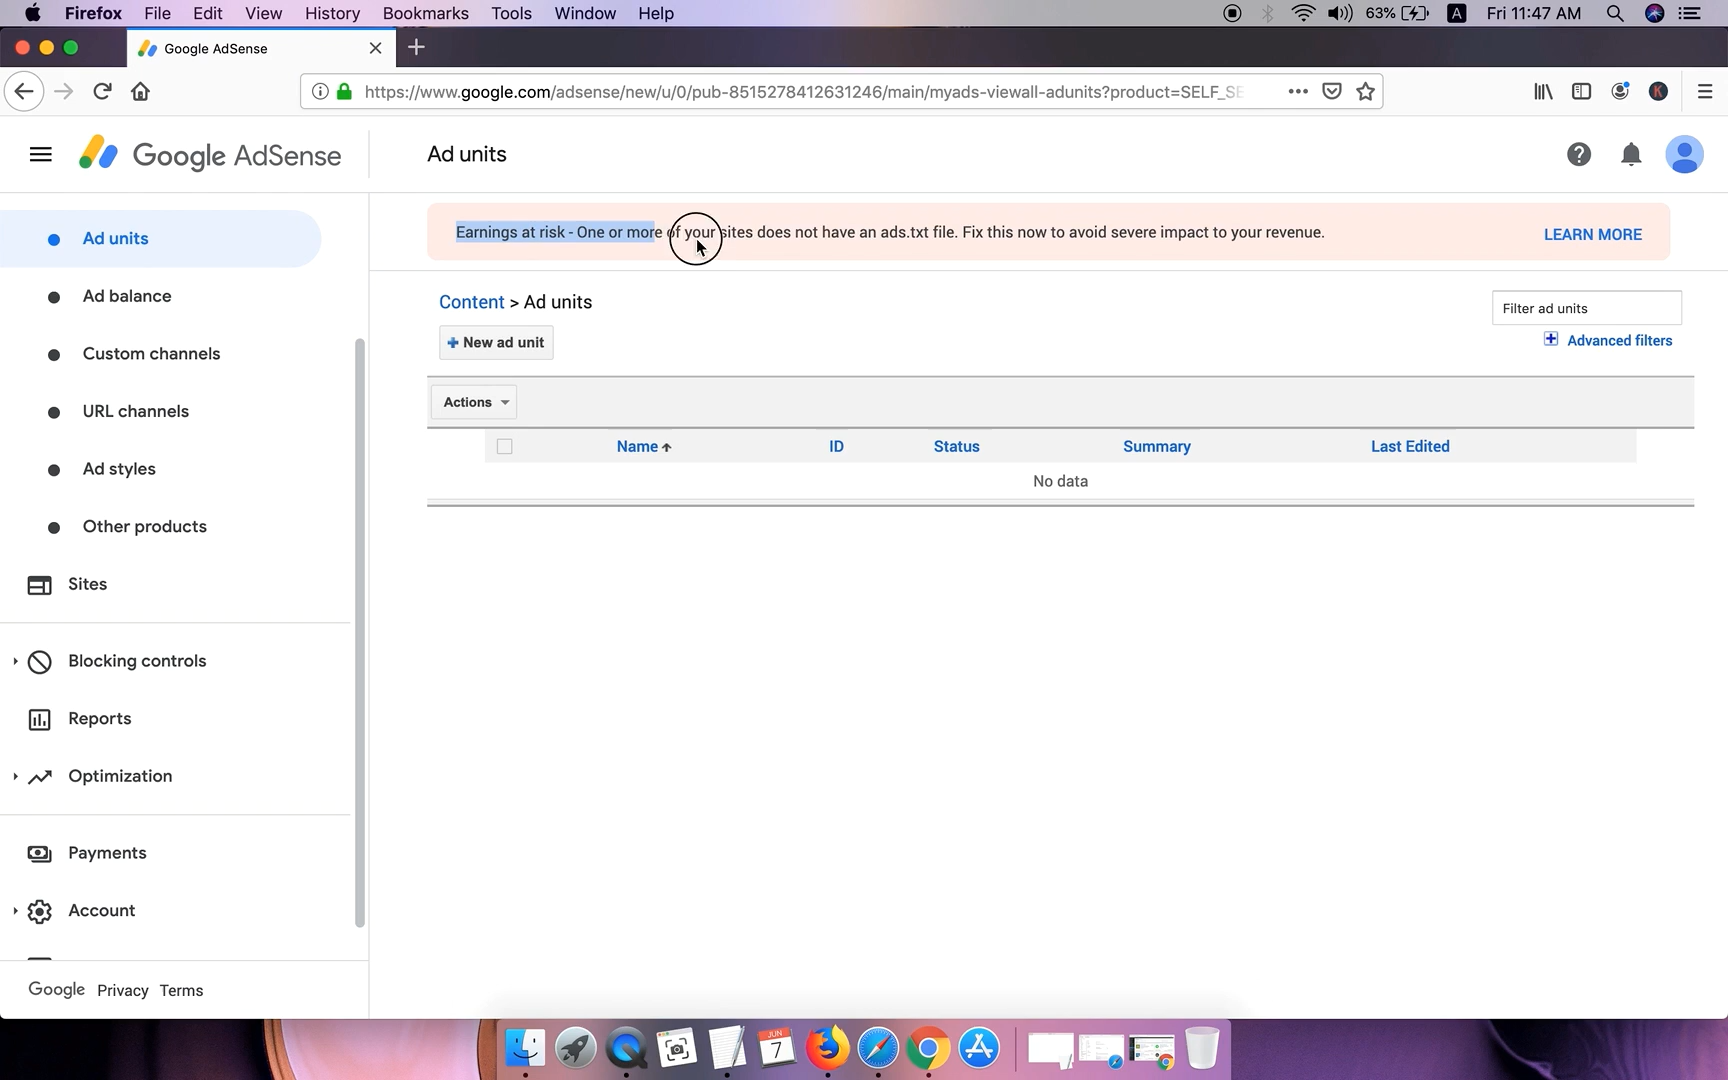 Firefox File Edit View History Bookmarks Tools Window Help 63% A Fri 11:47 AM
Google AdSense
https://www.google.com/adsense/new/u/0/pub-8515278412631246/main/myads-viewall-adunits?product=SELF_SE
K
Google AdSense
Ad units
Ad units
Ad balance
Custom channels
URL channels
Ad styles
Other products
Sites
Blocking controls
Reports
Optimization
Payments
Account
Google Privacy Terms
Earnings at risk - One or more of your sites does not have an ads.txt file. Fix this now to avoid severe impact to your revenue.
LEARN MORE
Content > Ad units
Filter ad units
New ad unit
Advanced filters
Actions
Name ID Status Summary Last Edited
No data
JUN
7